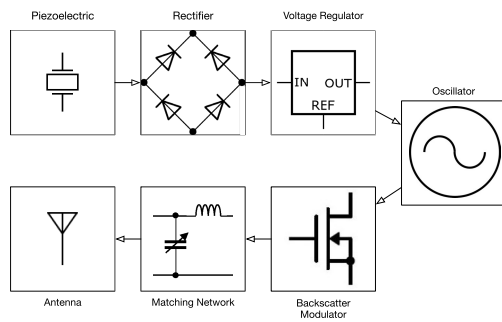 Piezoelectric
Rectifier
Voltage Regulator
IN OUT
REF
Oscillator
Antenna
Matching Network
Backscatter
Modulator